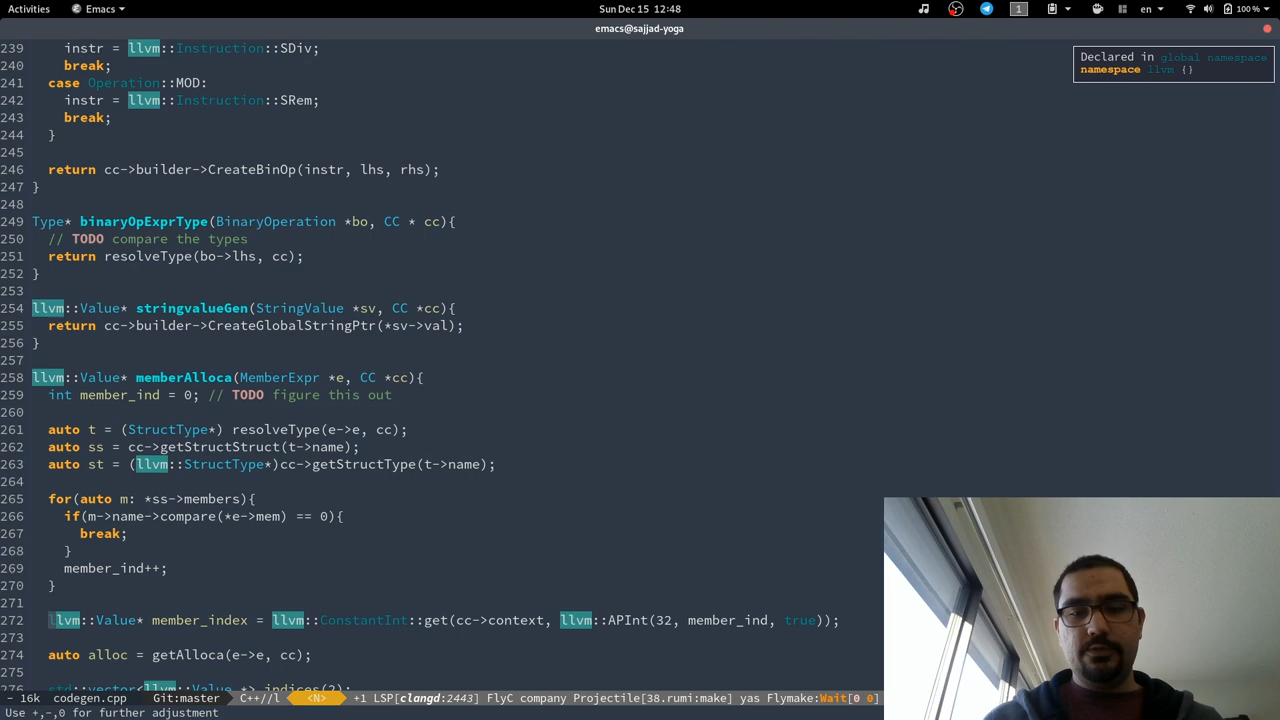 Activities Emacs Sun Dec 15 12:48 1 en 100 %
emacs@sajjad-yoga
239 instr = llvm::Instruction::SDiv;
240 break;
241 case Operation::MOD:
242 instr = llvm::Instruction::SRem;
243 break;
244 }
245
246 return cc->builder->CreateBinOp(instr, lhs, rhs);
247 }
248
249 Type* binaryOpExprType(BinaryOperation *bo, CC * cc){
250 // TODO compare the types
251 return resolveType(bo->lhs, cc);
252 }
253
254 llvm::Value* stringvalueGen(StringValue *sv, CC *cc){
255 return cc->builder->CreateGlobalStringPtr(*sv->val);
256 }
257
258 llvm::Value* memberAlloca(MemberExpr *e, CC *cc){
259 int member_ind = 0; // TODO figure this out
260
261 auto t = (StructType*) resolveType(e->e, cc);
262 auto ss = cc->getStructStruct(t->name);
263 auto st = (llvm::StructType*)cc->getStructType(t->name);
264
265 for(auto m: *ss->members){
266 if(m->name->compare(*e->mem) == 0){
267 break;
268 }
269 member_ind++;
270 }
271
272 llvm::Value* member_index = llvm::ConstantInt::get(cc->context, llvm::APInt(32, member_ind, true));
273
274 auto alloc = getAlloca(e->e, cc);
275
276 std::vector<llvm::Value *> indices(2);
Declared in global namespace
namespace llvm {}
- 16k codegen.cpp Git:master C++//l <N> +1 LSP[clangd:2443] FlyC company Projectile[38.rumi:make] yas Flymake:Wait[0 0]
Use +,-,0 for further adjustment